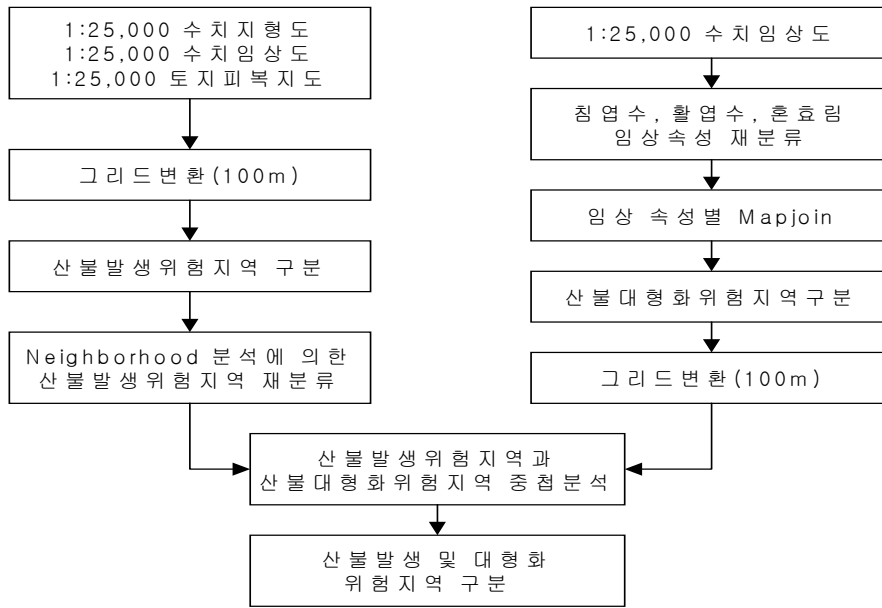 1:25,000 수치지형도
1:25,000 수치임상도
1:25,000 토지피복지도
그리드변환(100m)
산불발생위험지역 구분
Neighborhood 분석에 의한
산불발생위험지역 재분류
1:25,000 수치임상도
침엽수, 활엽수, 혼효림
임상속성 재분류
임상 속성별 Mapjoin
산불대형화위험지역구분
그리드변환(100m)
산불발생위험지역과
산불대형화위험지역 중첩분석
산불발생 및 대형화
위험지역 구분